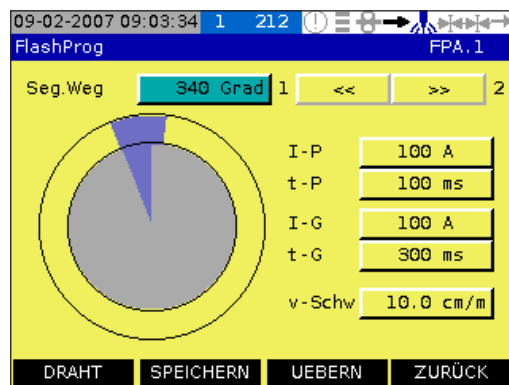 09-02-2007 09:03:34 1 212
FlashProg FPA.1
Seg.Weg 340 Grad 1 << >> 2
I-P 100 A
t-P 100 ms
I-G 100 A
t-G 300 ms
v-Schw 10.0 cm/m
DRAHT SPEICHERN UEBERN ZURÜCK